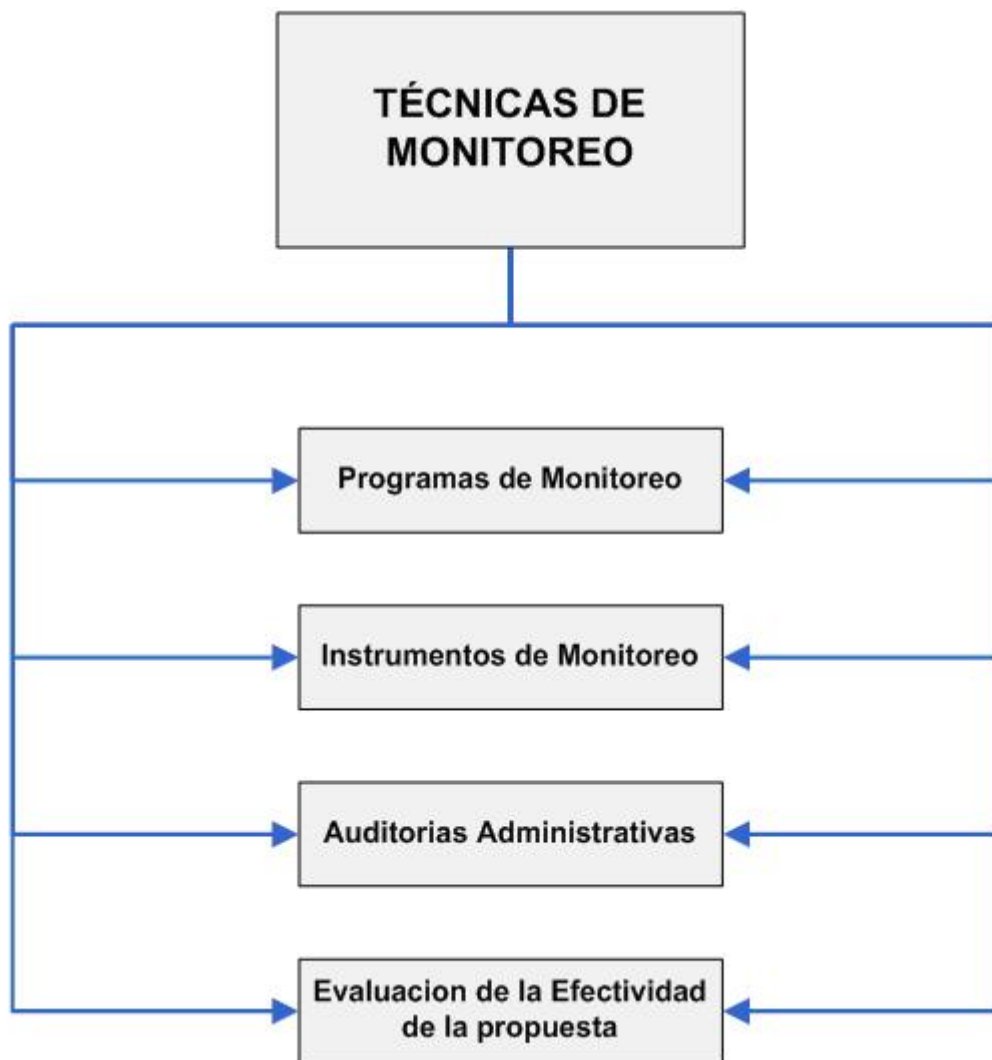 TÉCNICAS DE
MONITOREO
Programas de Monitoreo
Instrumentos de Monitoreo
Auditorias Administrativas
Evaluacion de la Efectividad
de la propuesta